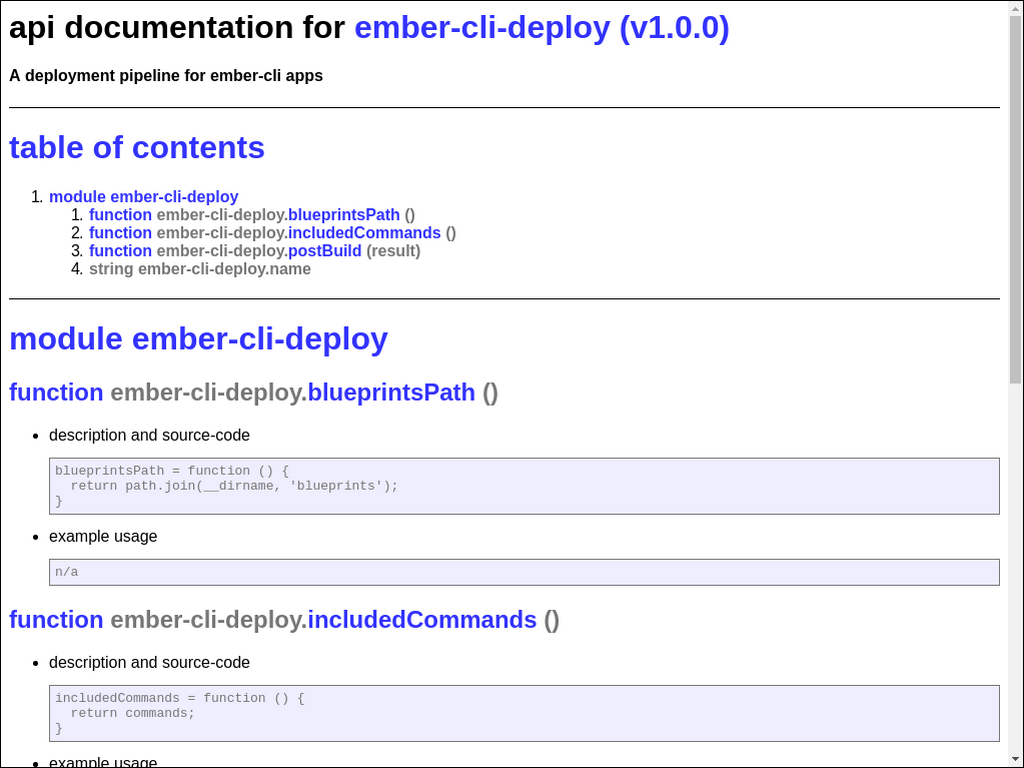 api documentation for ember-cli-deploy (v1.0.0)
A deployment pipeline for ember-cli apps
table of contents
1. module ember-cli-deploy
1. function ember-cli-deploy.blueprintsPath ()
2. function ember-cli-deploy.includedCommands ()
3. function ember-cli-deploy.postBuild (result)
4. string ember-cli-deploy.name
module ember-cli-deploy
function ember-cli-deploy.blueprintsPath ()
• description and source-code
blueprintsPath = function () {
  return path.join(__dirname, 'blueprints');
}
• example usage
n/a
function ember-cli-deploy.includedCommands ()
• description and source-code
includedCommands = function () {
  return commands;
}
• example usage